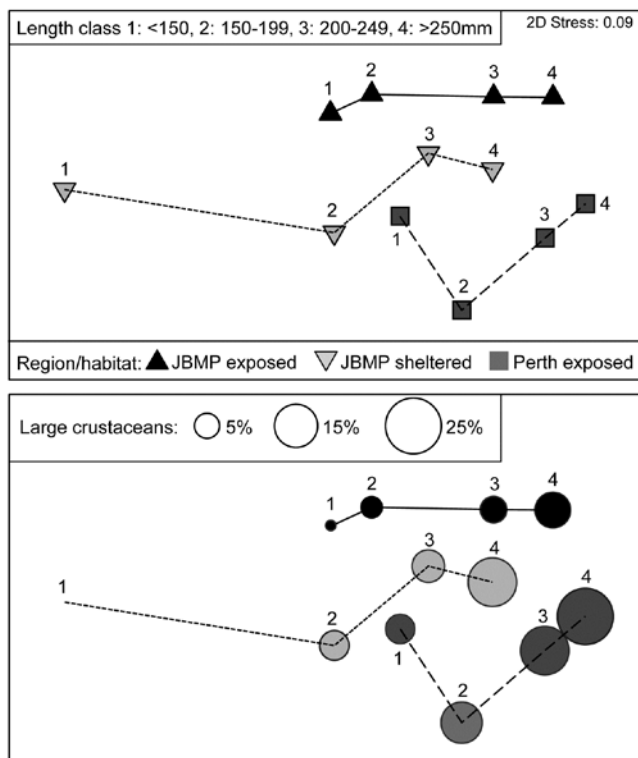 Length class 1: <150, 2: 150-199, 3: 200-249, 4: >250mm
2D Stress: 0.09
1 2 3 4
1 2 3 4
1 2 3 4
Region/habitat: JBMP exposed JBMP sheltered Perth exposed
Large crustaceans: 5% 15% 25%
1 2 3 4
1 2 3 4
1 2 3 4